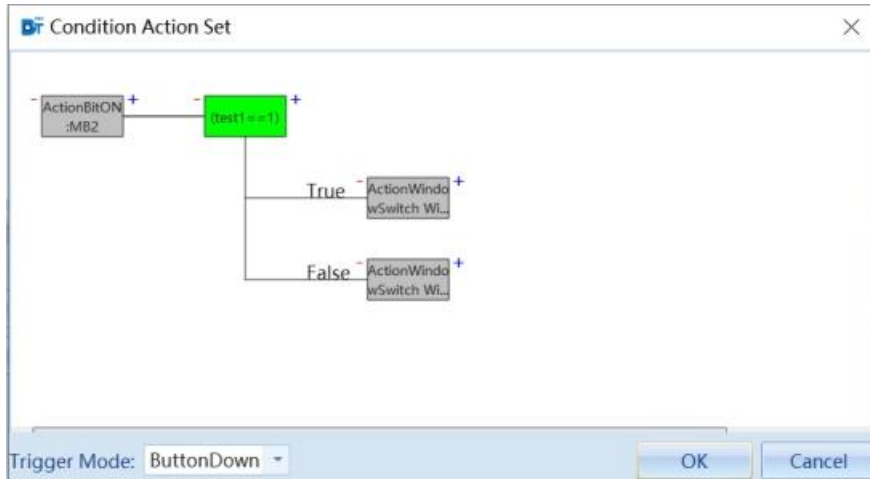 DT Condition Action Set
- ActionBitON + - (test1==1) +
:MB2
True - ActionWindo +
wSwitch Wi...
False - ActionWindo +
wSwitch Wi...
Trigger Mode: ButtonDown OK Cancel